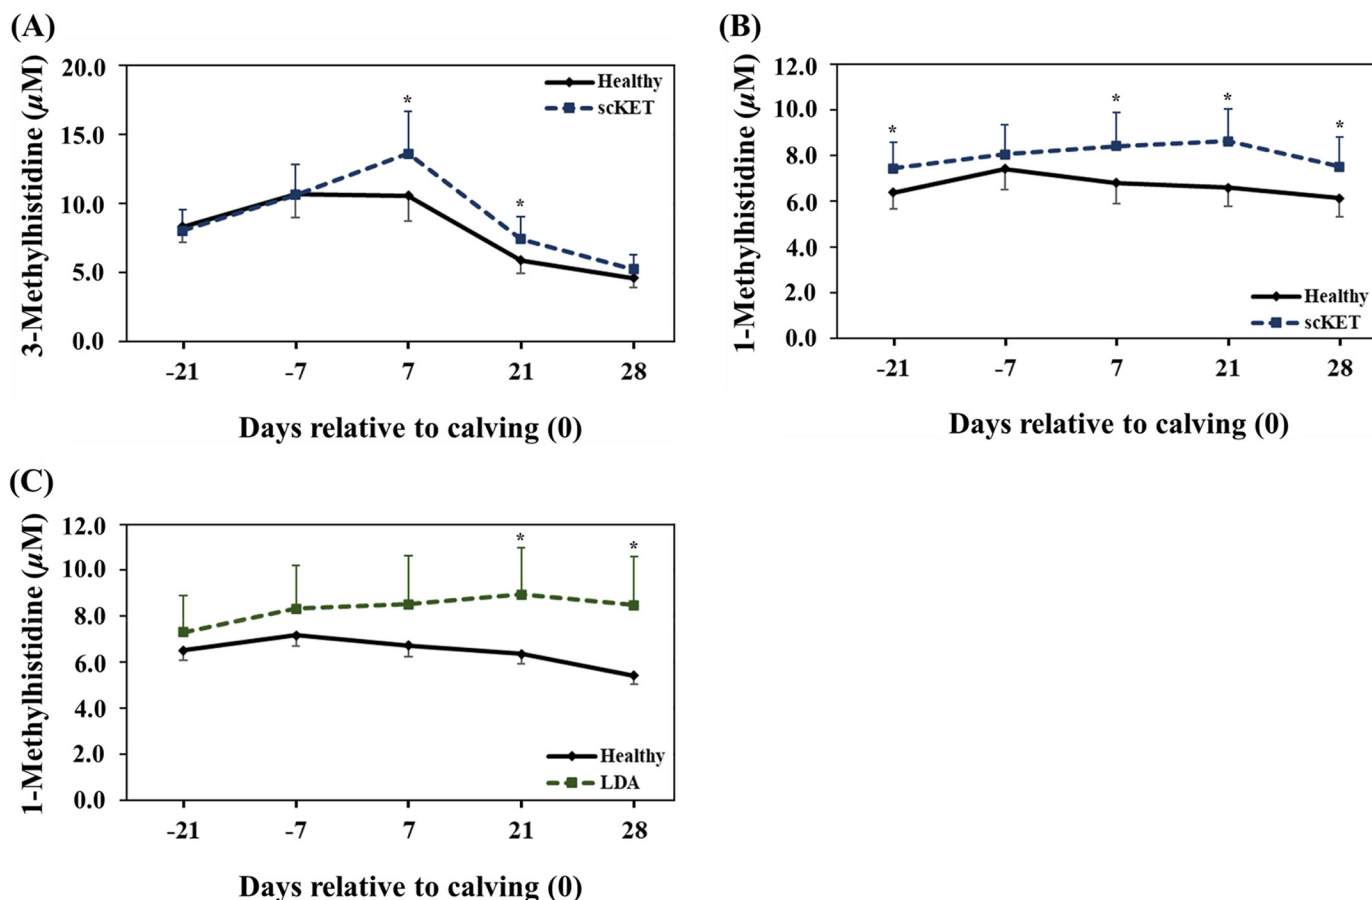 (A)
3-Methylhistidine (µM)
20.0
15.0
10.0
5.0
0.0
*
*
Healthy
scKET
-21 -7 7 21 28
Days relative to calving (0)
(B)
1-Methylhistidine (µM)
12.0
10.0
8.0
6.0
4.0
2.0
0.0
*
*
*
*
Healthy
scKET
-21 -7 7 21 28
Days relative to calving (0)
(C)
1-Methylhistidine (µM)
12.0
10.0
8.0
6.0
4.0
2.0
0.0
*
*
Healthy
LDA
-21 -7 7 21 28
Days relative to calving (0)